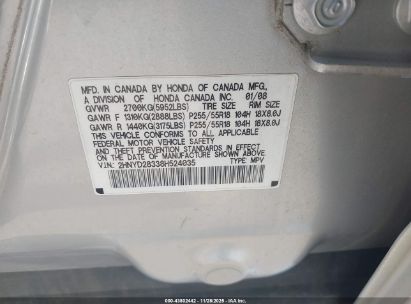 MFD. IN CANADA BY HONDA OF CANADA MFG.,
A DIVISION OF HONDA CANADA INC. 01/08
GVWR 2700KG(5952LBS) TIRE SIZE RIM SIZE
GAWR F 1310KG(2888LBS) P255/55R18 104H 18X8.0J
GAWR R 1440KG(3175LBS) P255/55R18 104H 18X8.0J
THIS VEHICLE CONFORMS TO ALL APPLICABLE
FEDERAL MOTOR VEHICLE SAFETY
AND THEFT PREVENTION STANDARDS IN EFFECT
ON THE DATE OF MANUFACTURE SHOWN ABOVE.
V.I.N: 2HNYD28338H524035 TYPE: MPV